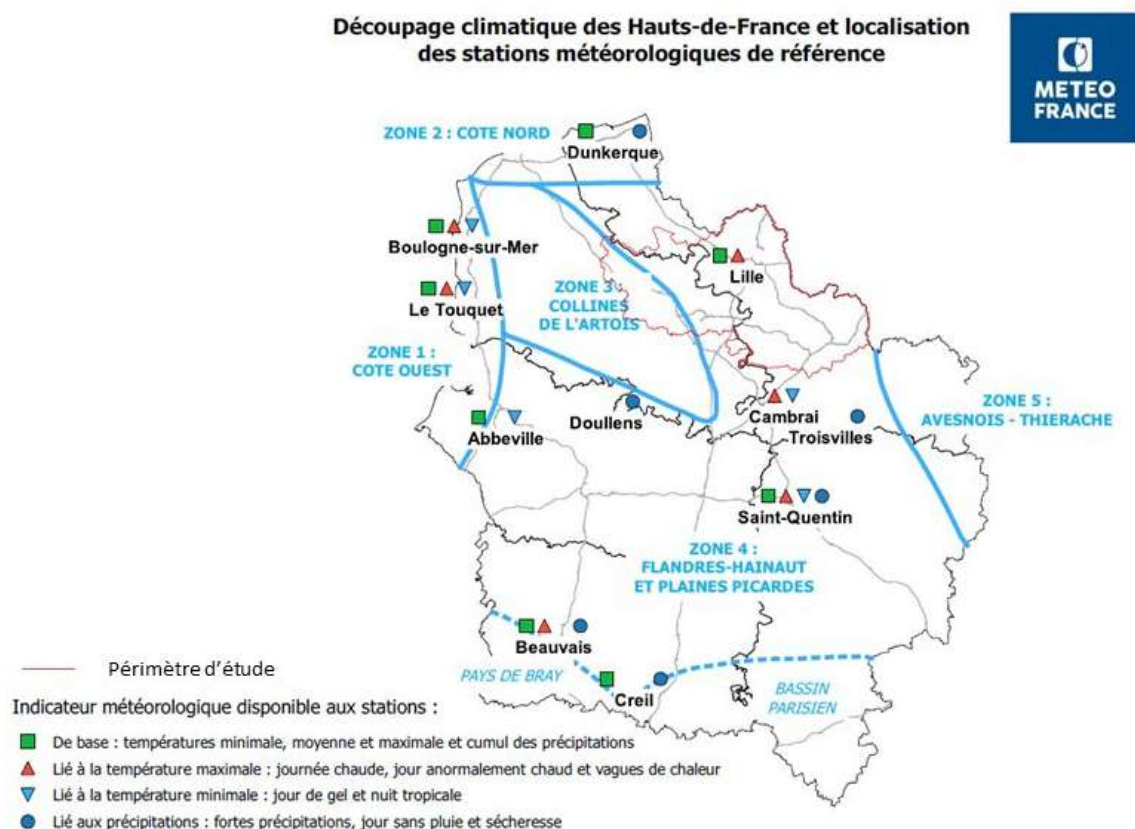 Découpage climatique des Hauts-de-France et localisation
des stations météorologiques de référence
METEO
FRANCE
ZONE 2 : COTE NORD
Dunkerque
Boulogne-sur-Mer
Lille
Le Touquet
ZONE 3
COLLINES
DE L'ARTOIS
ZONE 1 :
COTE OUEST
ZONE 5 :
AVESNOIS - THIERACHE
Abbeville
Doullens
Cambrai
Troisvilles
Saint-Quentin
ZONE 4 :
FLANDRES-HAINAUT
ET PLAINES PICARDES
Beauvais
PAYS DE BRAY
Creil
BASSIN
PARISIEN
Périmètre d'étude
Indicateur météorologique disponible aux stations :
De base : températures minimale, moyenne et maximale et cumul des précipitations
Lié à la température maximale : journée chaude, jour anormalement chaud et vagues de chaleur
Lié à la température minimale : jour de gel et nuit tropicale
Lié aux précipitations : fortes précipitations, jour sans pluie et sécheresse